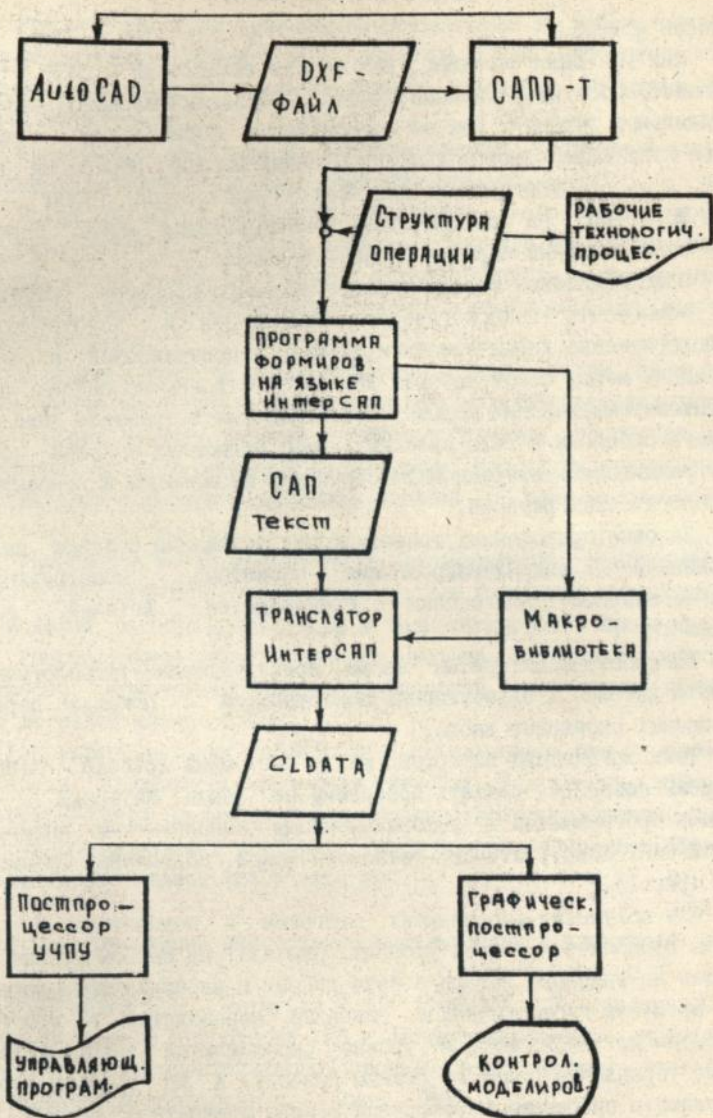 AutoCAD
DXF-
ФАЙЛ
САПР-Т
Структура
операции
РАБОЧИЕ
ТЕХНОЛОГИЧ.
ПРОЦЕС.
ПРОГРАММА
ФОРМИРОВ.
НА ЯЗЫКЕ
ИнтерСАП
САП
текст
ТРАНСЛЯТОР
ИнтерСАП
Макро-
БИБЛИОТЕКА
CLDATA
Постпро-
цессор
УЧПУ
ГРАФИЧЕСК.
постпро-
цессор
УПРАВЛЯЮЩ.
ПРОГРАМ.
КОНТРОЛ.
МОДЕЛИРОВ.